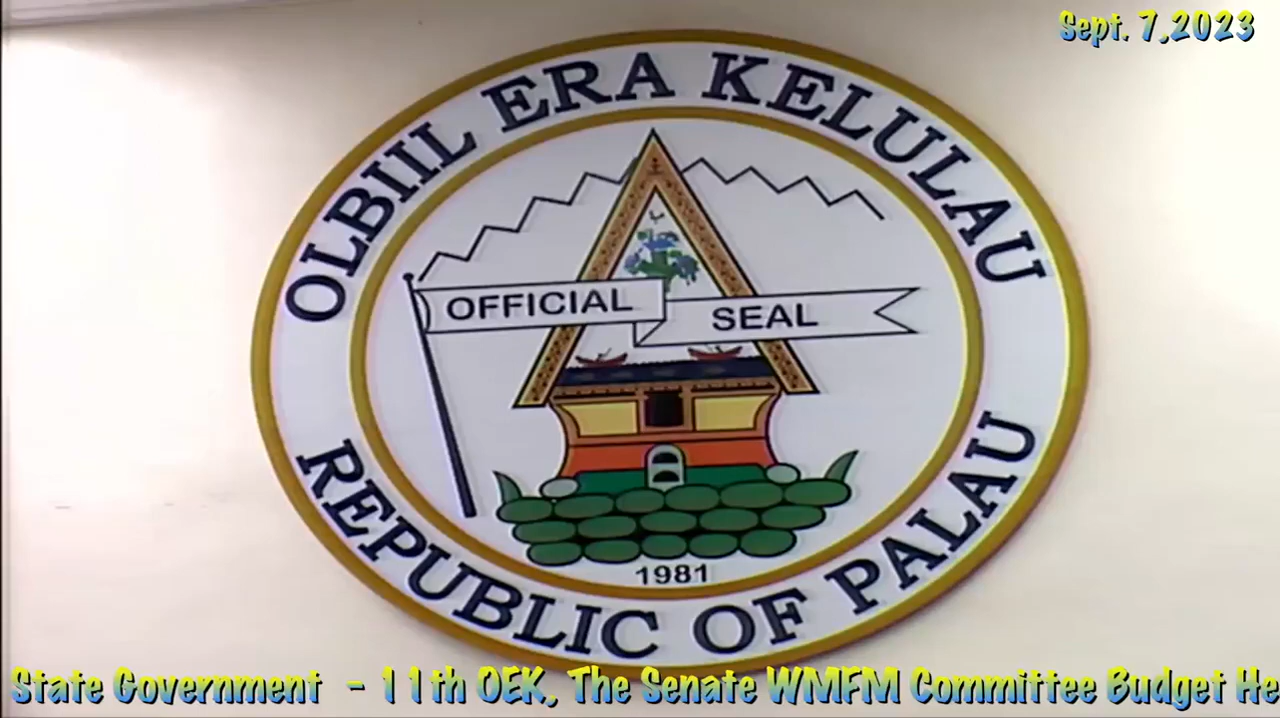 Sept. 7,2023
OLBIIL ERA KELULAU
OFFICIAL SEAL
1981
REPUBLIC OF PALAU
State Government - 11th OEK, The Senate WMFM Committee Budget He